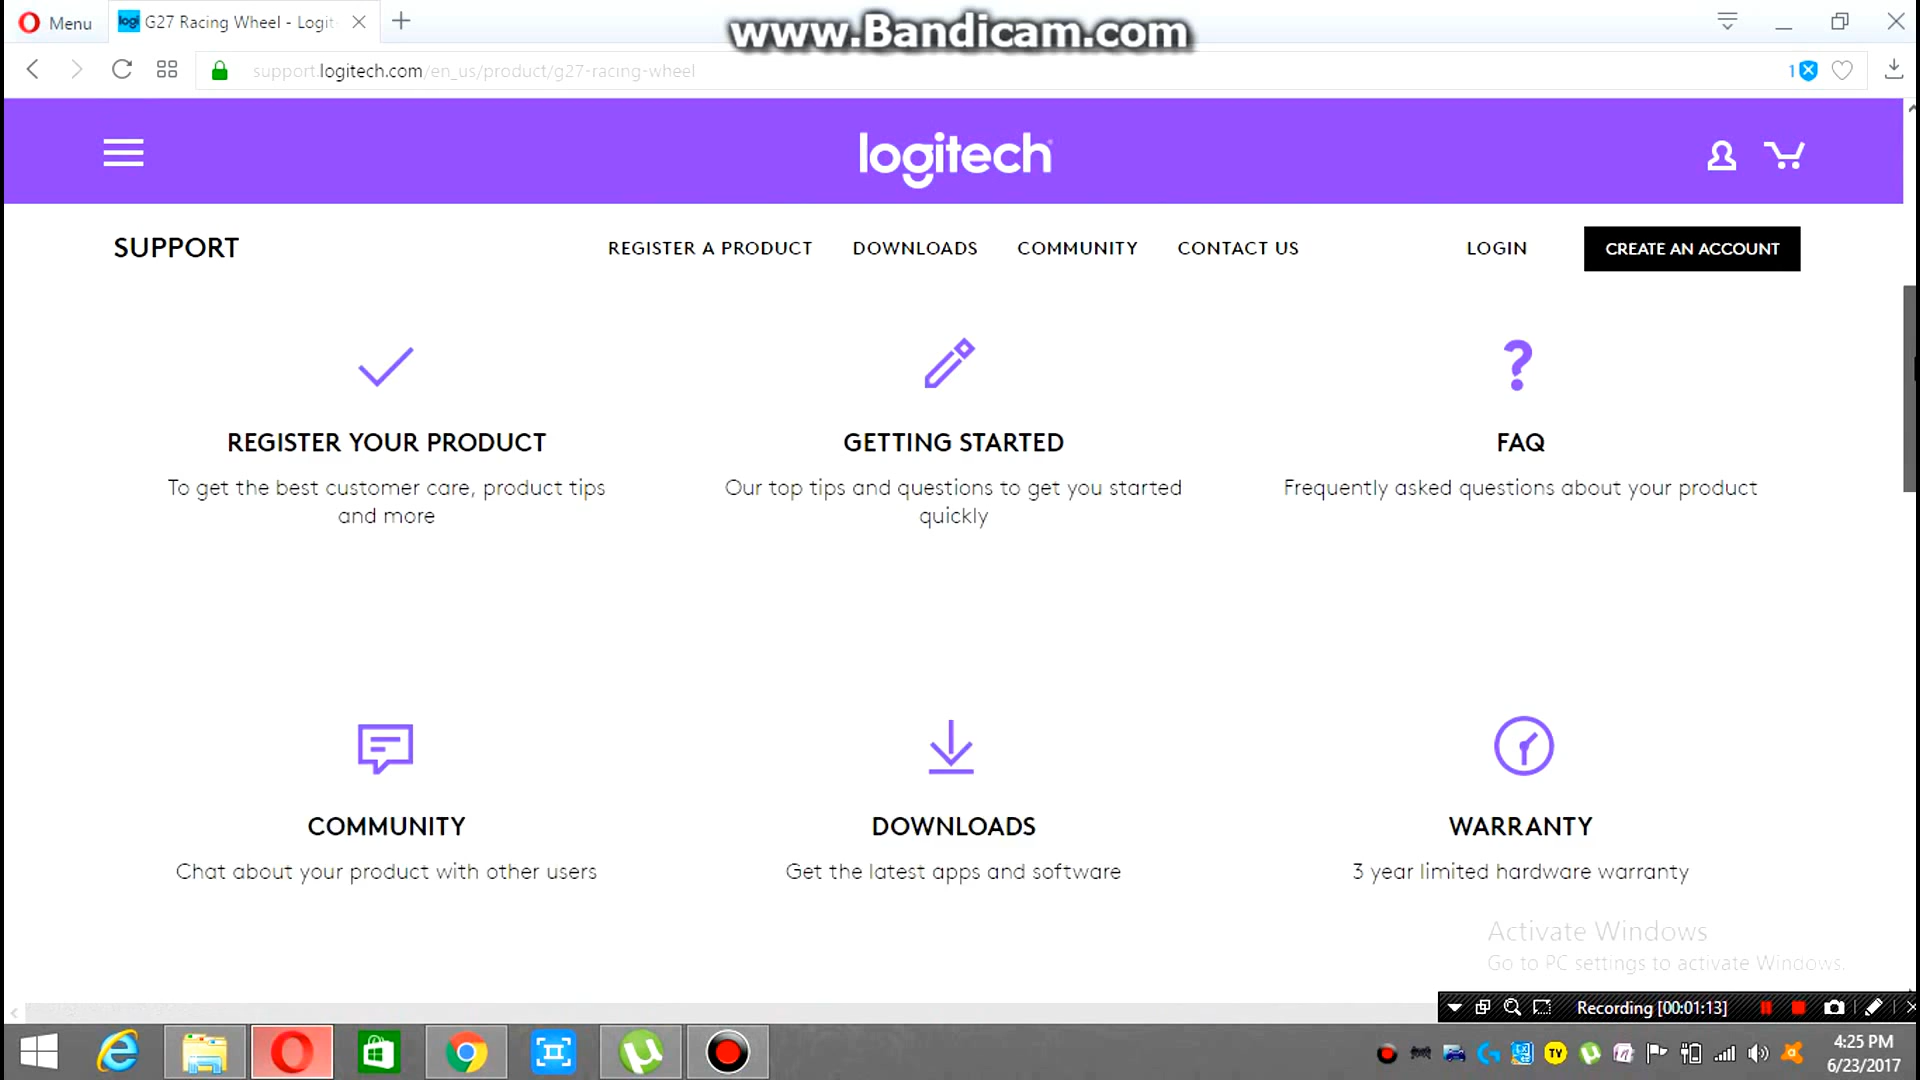 Menu
logi G27 Racing Wheel - Logit
www.Bandicam.com
support.logitech.com/en_us/product/g27-racing-wheel
1
logitech
SUPPORT
REGISTER A PRODUCT
DOWNLOADS
COMMUNITY
CONTACT US
LOGIN
CREATE AN ACCOUNT
REGISTER YOUR PRODUCT
To get the best customer care, product tips
and more
GETTING STARTED
Our top tips and questions to get you started
quickly
FAQ
Frequently asked questions about your product
COMMUNITY
Chat about your product with other users
DOWNLOADS
Get the latest apps and software
WARRANTY
3 year limited hardware warranty
Activate Windows
Go to PC settings to activate Windows.
Recording [00:01:13]
TV
4:25 PM
6/23/2017